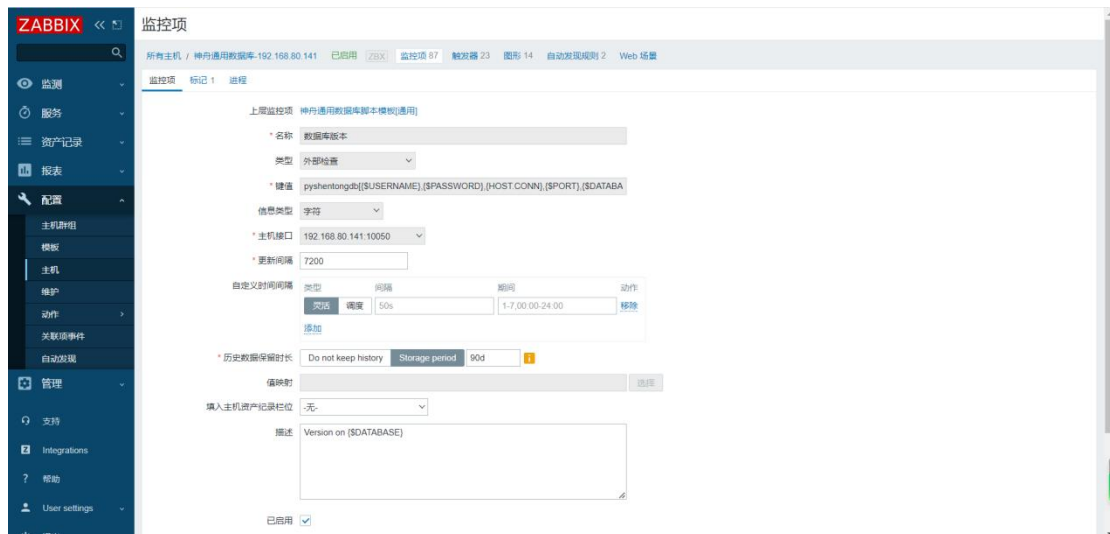 ZABBIX
监控项
所有主机 / 神舟通用数据库-192.168.80.141 已启用 ZBX 监控项 87 触发器 23 图形 14 自动发现规则 2 Web 场景
监控项 标记 1 进程
监测
服务
资产记录
报表
配置
主机群组
模板
主机
维护
动作
关联项事件
自动发现
管理
支持
Integrations
帮助
User settings
上层监控项 神舟通用数据库脚本模板[通用]
* 名称 数据库版本
类型 外部检查
* 键值 pyshentongdb[{$USERNAME},{$PASSWORD},{HOST.CONN},{$PORT},{$DATABA
信息类型 字符
* 主机接口 192.168.80.141:10050
* 更新间隔 7200
自定义时间间隔 类型 间隔 期间 动作
灵活 调度 50s 1-7,00:00-24:00 移除
添加
* 历史数据保留时长 Do not keep history Storage period 90d
值映射 选择
填入主机资产纪录栏位 -无-
描述 Version on {$DATABASE}
已启用